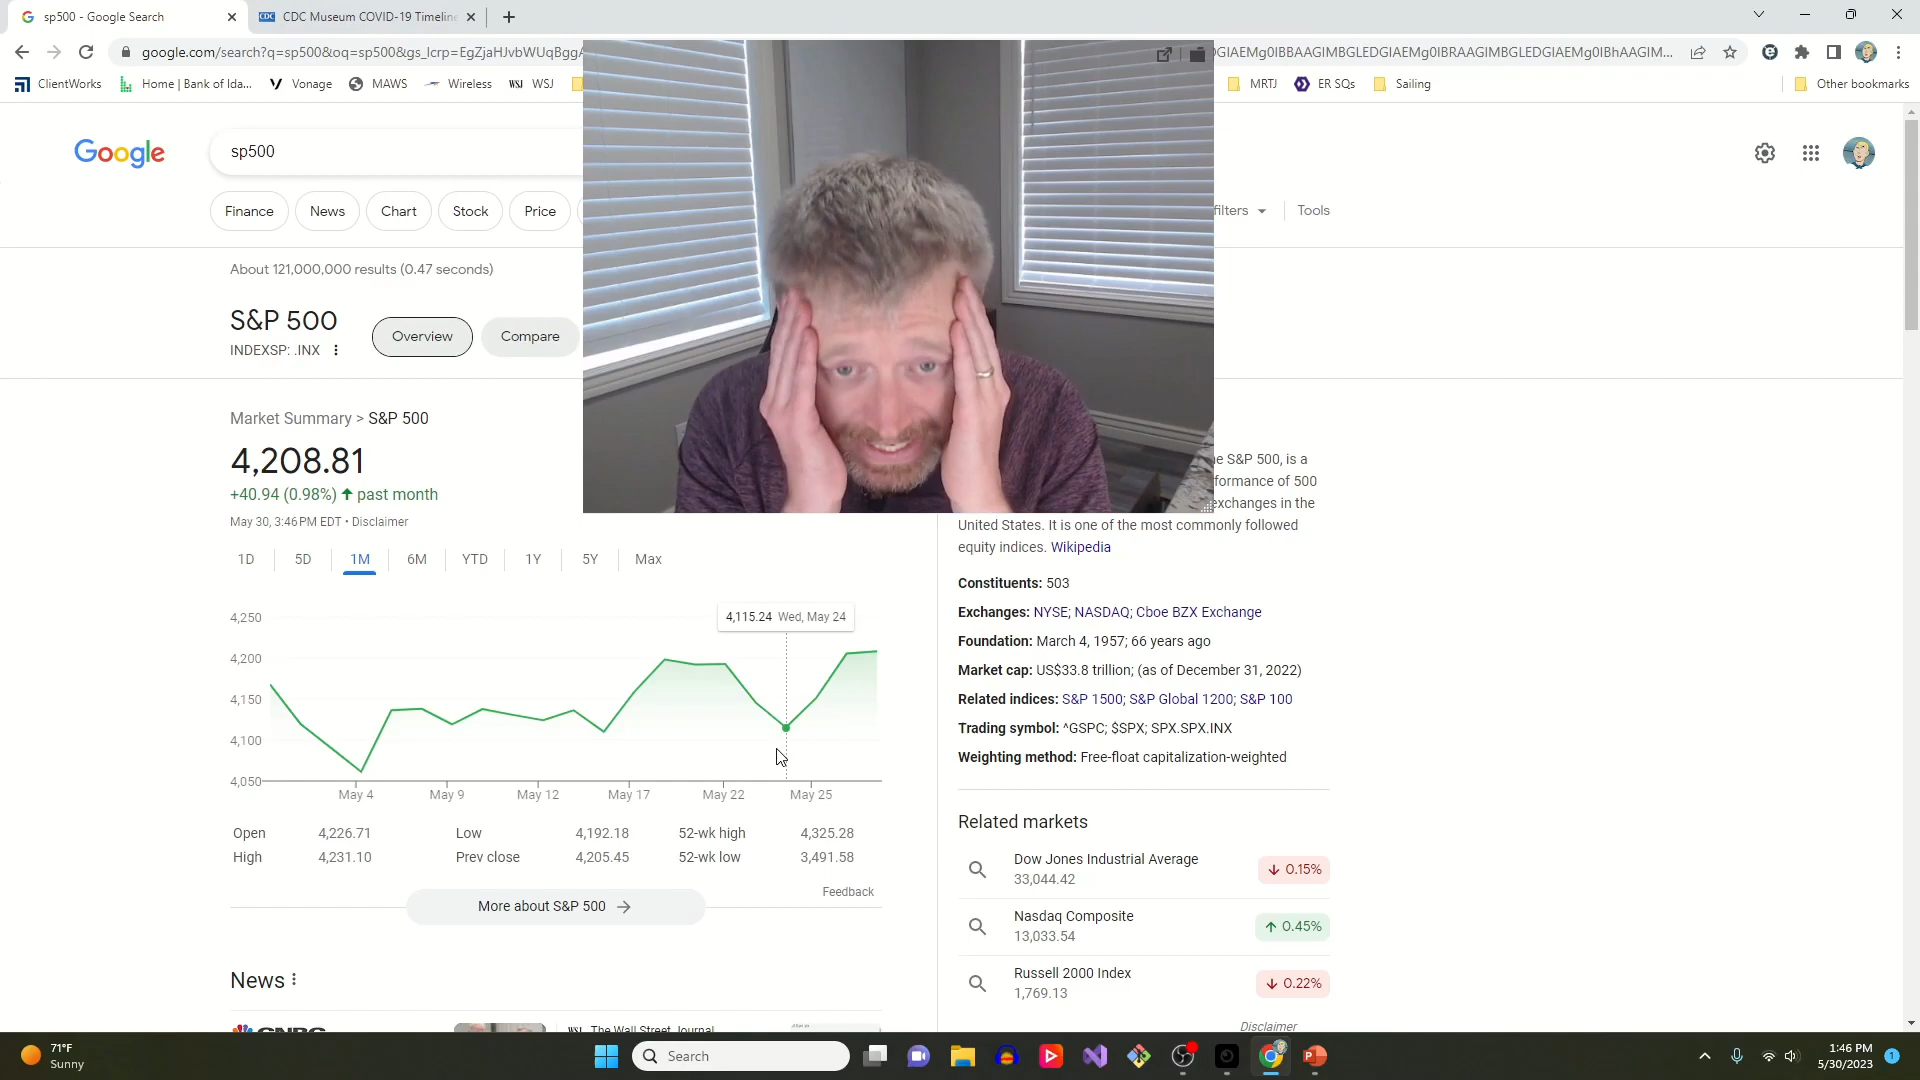 sp500 - Google Search
CDC
CDC Museum COVID-19 Timeline
google.com/search?q=sp500&oq=sp500&gs_lcrp=EgZjaHJvbWUqBggA
ClientWorks
Home | Bank of Ida...
Vonage
MAWS
Wireless
WSJ WSJ
MRTJ
ER SQs
Sailing
Other bookmarks
Google
sp500
Finance
News
Chart
Stock
Price
filters
Tools
About 121,000,000 results (0.47 seconds)
S&P 500
INDEXSP: .INX
Overview
Compare
Market Summary > S&P 500
4,208.81
+40.94 (0.98%) past month
May 30, 3:46 PM EDT • Disclaimer
1D
5D
1M
6M
YTD
1Y
5Y
Max
4,115.24 Wed, May 24
4,250
4,200
4,150
4,100
4,050
May 4
May 9
May 12
May 17
May 22
May 25
Open 4,226.71 Low 4,192.18 52-wk high 4,325.28
High 4,231.10 Prev close 4,205.45 52-wk low 3,491.58
Feedback
More about S&P 500
News
CNBC
WSJ The Wall Street Journal
S&P 500, is a
formance of 500
exchanges in the
United States. It is one of the most commonly followed
equity indices. Wikipedia
Constituents: 503
Exchanges: NYSE; NASDAQ; Cboe BZX Exchange
Foundation: March 4, 1957; 66 years ago
Market cap: US$33.8 trillion; (as of December 31, 2022)
Related indices: S&P 1500; S&P Global 1200; S&P 100
Trading symbol: ^GSPC; $SPX; SPX.SPX.INX
Weighting method: Free-float capitalization-weighted
Related markets
Dow Jones Industrial Average
33,044.42
0.15%
Nasdaq Composite
13,033.54
0.45%
Russell 2000 Index
1,769.13
0.22%
Disclaimer
71°F
Sunny
Search
1:46 PM
5/30/2023
1